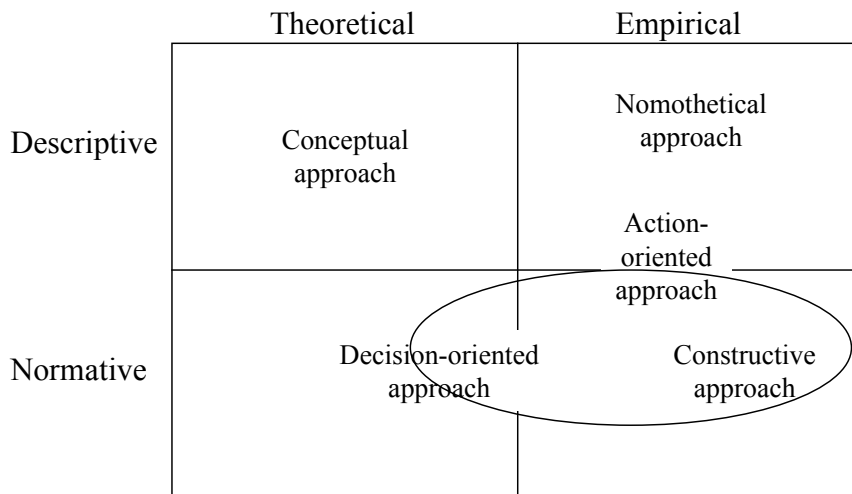 Theoretical Empirical
Descriptive
Conceptual
approach
Nomothetical
approach
Action-
oriented
approach
Normative
Decision-oriented
approach
Constructive
approach